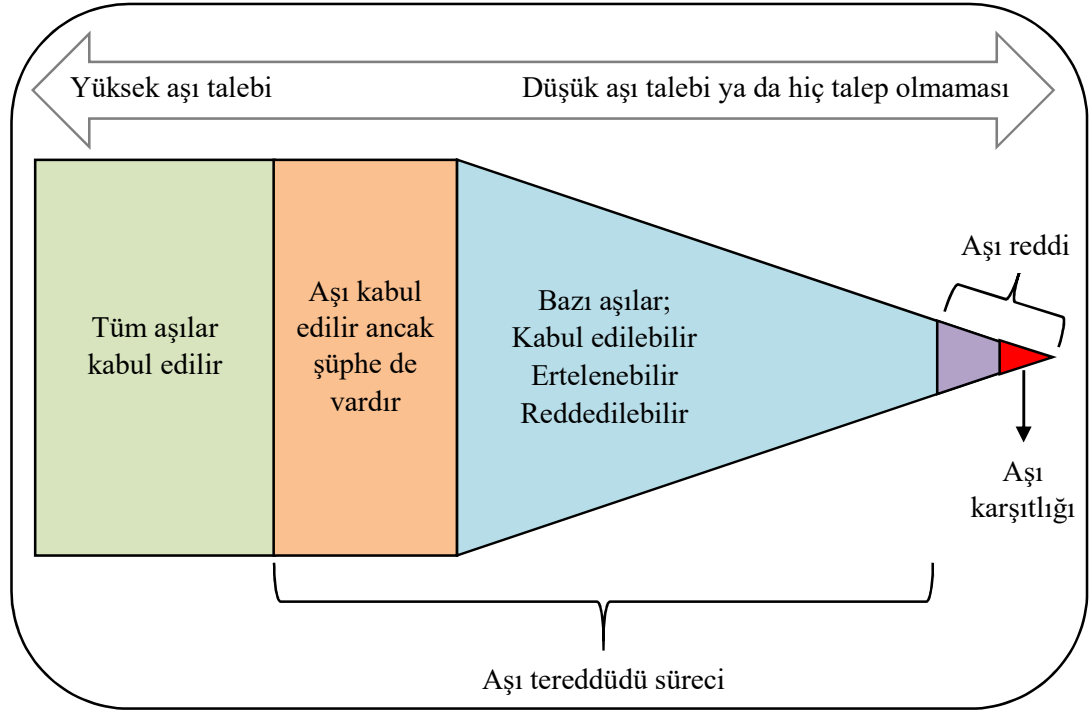 Yüksek aşı talebi
Düşük aşı talebi ya da hiç talep olmaması
Tüm aşılar
kabul edilir
Aşı kabul
edilir ancak
şüphe de
vardır
Bazı aşılar;
Kabul edilebilir
Ertelenebilir
Reddedilebilir
Aşı reddi
Aşı
karşıtlığı
Aşı tereddüdü süreci